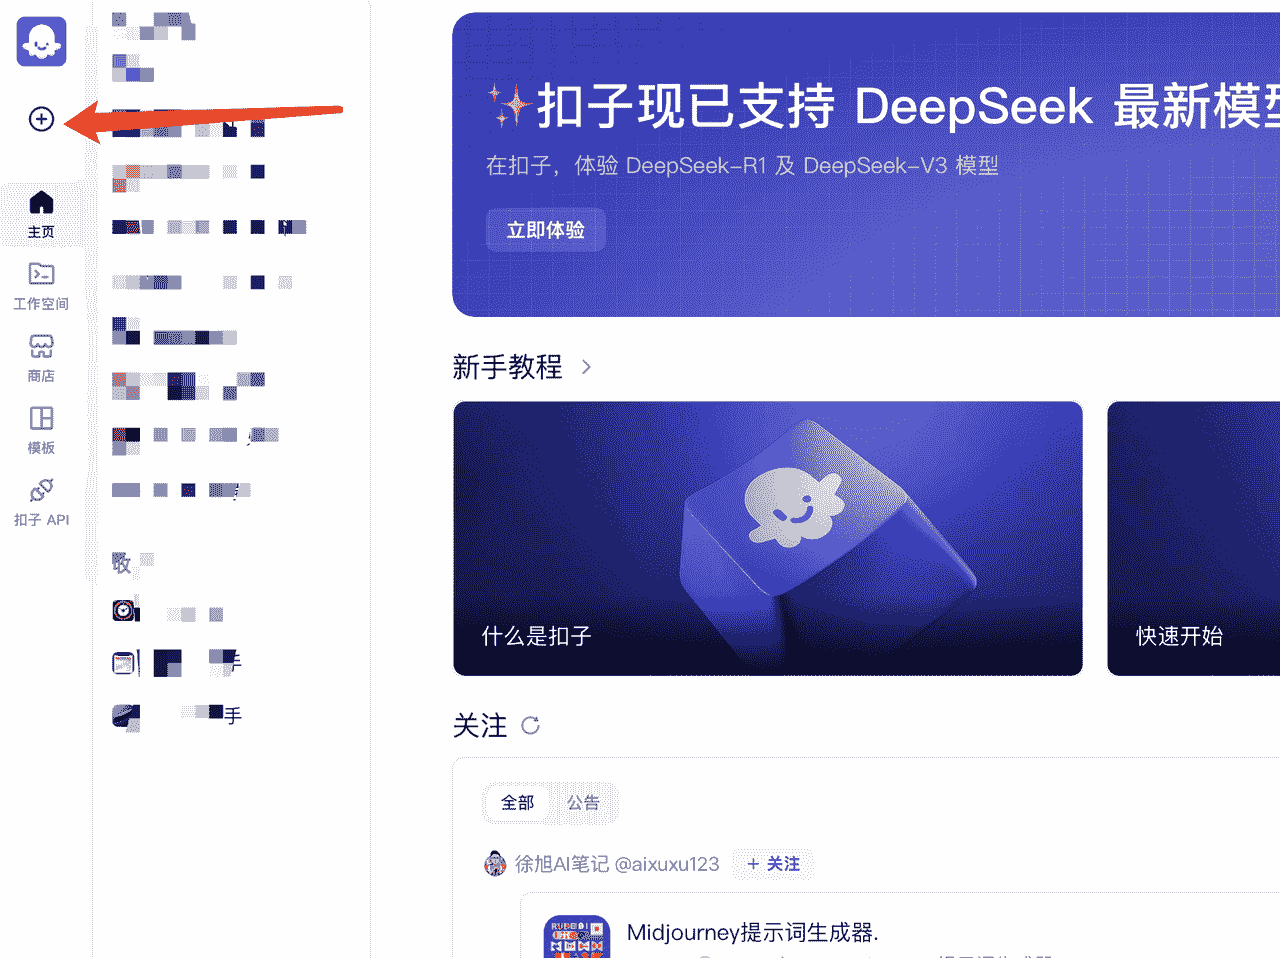 主页
工作空间
商店
模板
扣子 API
收
手
手
扣子现已支持 DeepSeek 最新模型
在扣子，体验 DeepSeek-R1 及 DeepSeek-V3 模型
立即体验
新手教程
什么是扣子
快速开始
关注
全部
公告
徐旭AI笔记 @aixuxu123
+ 关注
Midjourney提示词生成器.